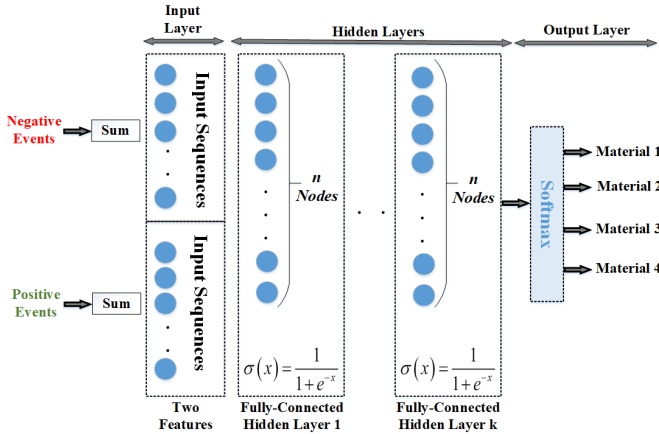 Input
Layer
Hidden Layers
Output Layer
Negative
Events
Sum
Input Sequences
n
Nodes
n
Nodes
Softmax
Material 1
Material 2
Material 3
Material 4
Positive
Events
Sum
Input Sequences
σ(x) = 1 / (1 + e^{-x})
σ(x) = 1 / (1 + e^{-x})
Two
Features
Fully-Connected
Hidden Layer 1
Fully-Connected
Hidden Layer k